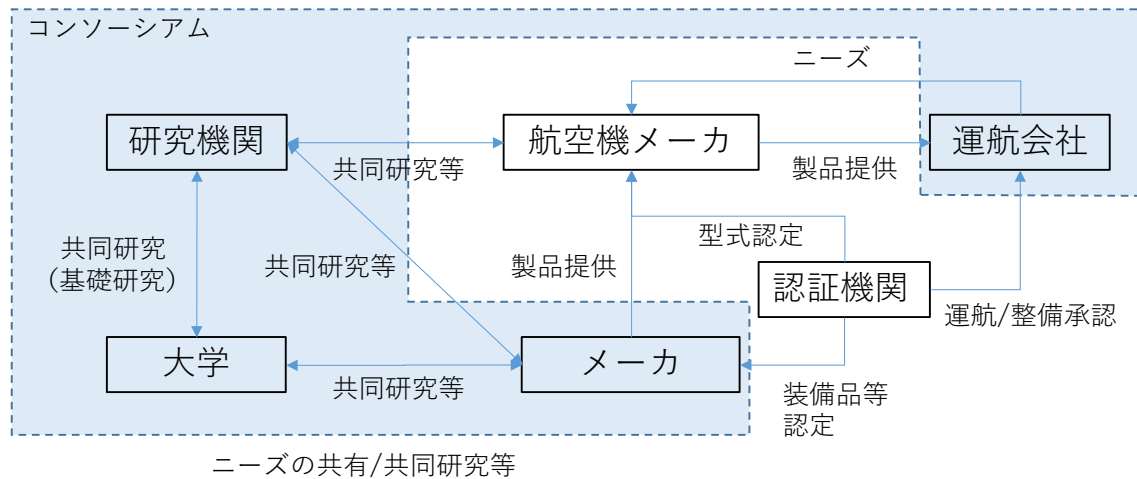 コンソーシアム
ニーズ
研究機関
航空機メーカ
運航会社
共同研究等
製品提供
共同研究
(基礎研究)
共同研究等
製品提供
型式認定
認証機関
運航/整備承認
大学
メーカ
共同研究等
装備品等
認定
ニーズの共有/共同研究等